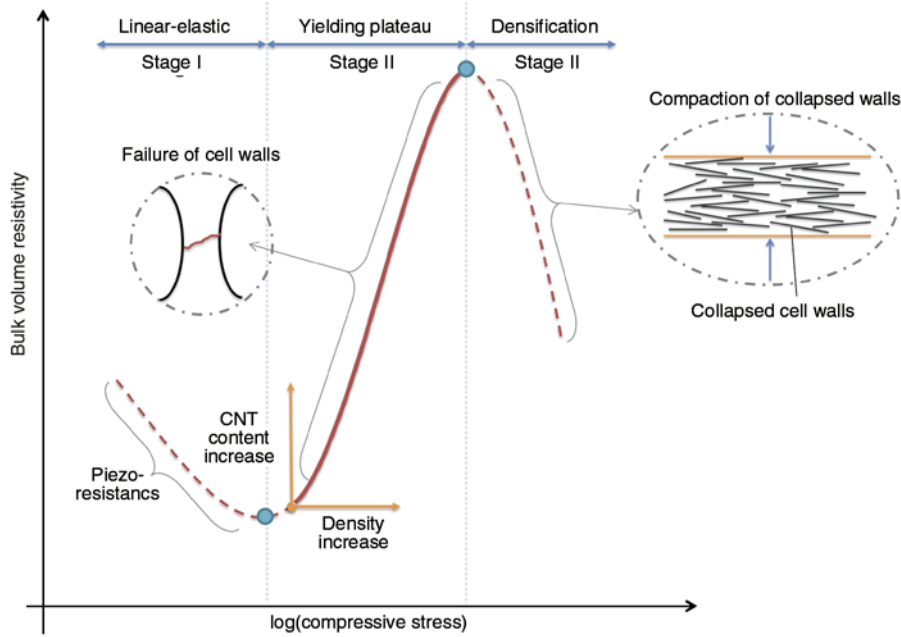 Linear-elastic
Yielding plateau
Densification
Stage I
Stage II
Stage II
Compaction of collapsed walls
Failure of cell walls
Bulk volume resistivity
Collapsed cell walls
CNT
content
increase
Piezo-
resistancs
Density
increase
log(compressive stress)